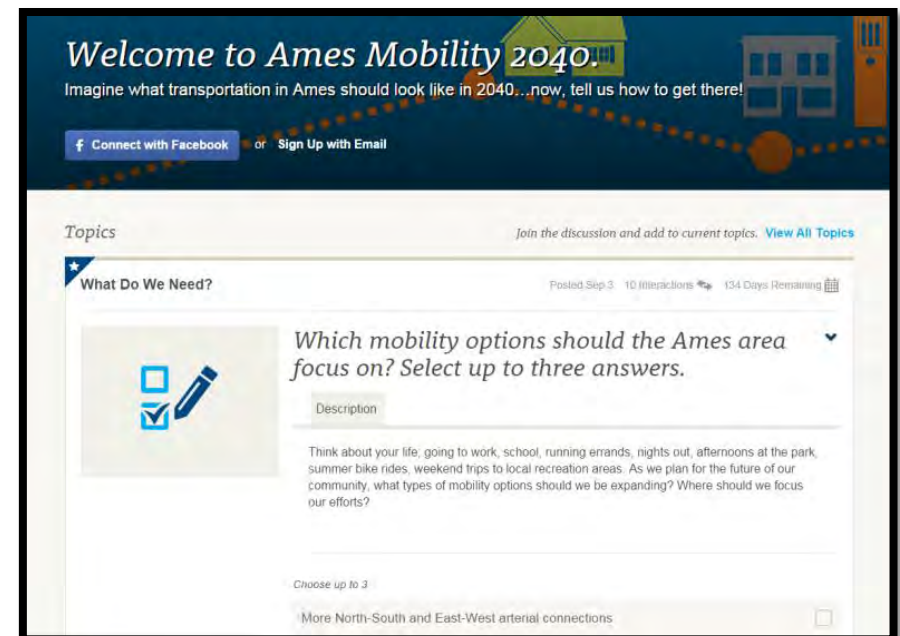 Welcome to Ames Mobility 2040.
Imagine what transportation in Ames should look like in 2040...now, tell us how to get there!
f Connect with Facebook or Sign Up with Email
Topics Join the discussion and add to current topics. View All Topics
What Do We Need? Posted Sep 3 10 Interactions 134 Days Remaining
Which mobility options should the Ames area
focus on? Select up to three answers.
Description
Think about your life, going to work, school, running errands, nights out, afternoons at the park,
summer bike rides, weekend trips to local recreation areas. As we plan for the future of our
community, what types of mobility options should we be expanding? Where should we focus
our efforts?
Choose up to 3
More North-South and East-West arterial connections